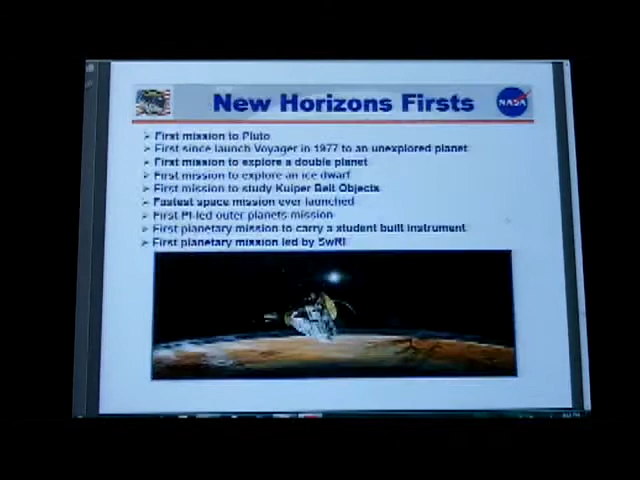 New Horizons Firsts
NASA
First mission to Pluto
First since launch Voyager in 1977 to an unexplored planet
First mission to explore a double planet
First mission to explore an ice dwarf
First mission to study Kuiper Belt Objects
Fastest space mission ever launched
First PI-led outer planets mission
First planetary mission to carry a student built instrument
First planetary mission led by SwRI